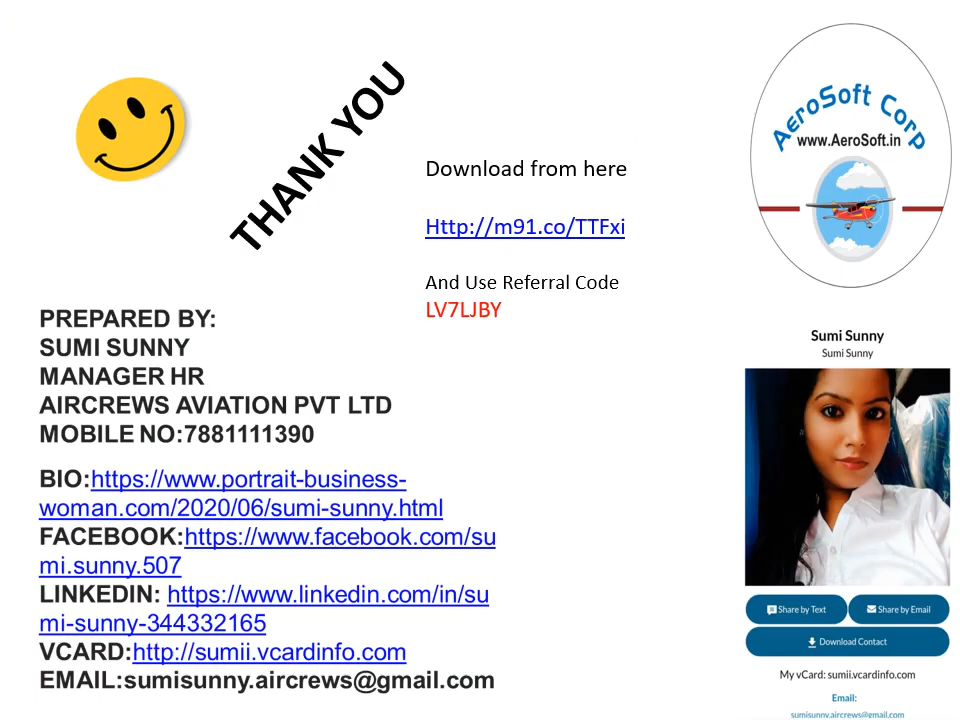 THANK YOU
Download from here
Http://m91.co/TTFxi
And Use Referral Code
LV7LJBY
PREPARED BY:
SUMI SUNNY
MANAGER HR
AIRCREWS AVIATION PVT LTD
MOBILE NO:7881111390
BIO:https://www.portrait-business-
woman.com/2020/06/sumi-sunny.html
FACEBOOK:https://www.facebook.com/su
mi.sunny.507
LINKEDIN: https://www.linkedin.com/in/su
mi-sunny-344332165
VCARD:http://sumii.vcardinfo.com
EMAIL:sumisunny.aircrews@gmail.com
AeroSoft Corp
www.AeroSoft.in
Sumi Sunny
Sumi Sunny
Share by Text
Share by Email
Download Contact
My vCard: sumii.vcardinfo.com
Email:
sumisunny.aircrews@gmail.com